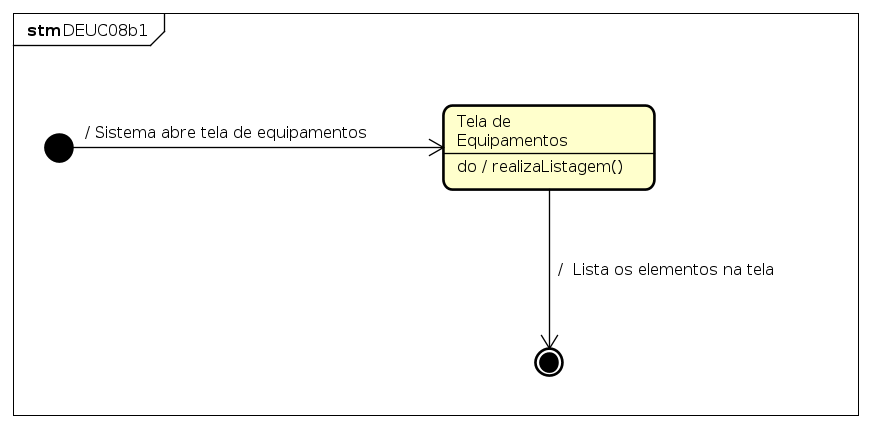 stm DEUC08b1
/ Sistema abre tela de equipamentos
Tela de
Equipamentos
do / realizaListagem()
/ Lista os elementos na tela